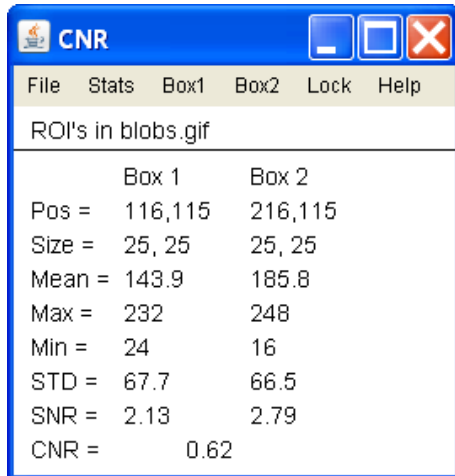 CNR
File Stats Box1 Box2 Lock Help
ROI's in blobs.gif
Box 1 Box 2
Pos = 116,115 216,115
Size = 25, 25 25, 25
Mean = 143.9 185.8
Max = 232 248
Min = 24 16
STD = 67.7 66.5
SNR = 2.13 2.79
CNR = 0.62